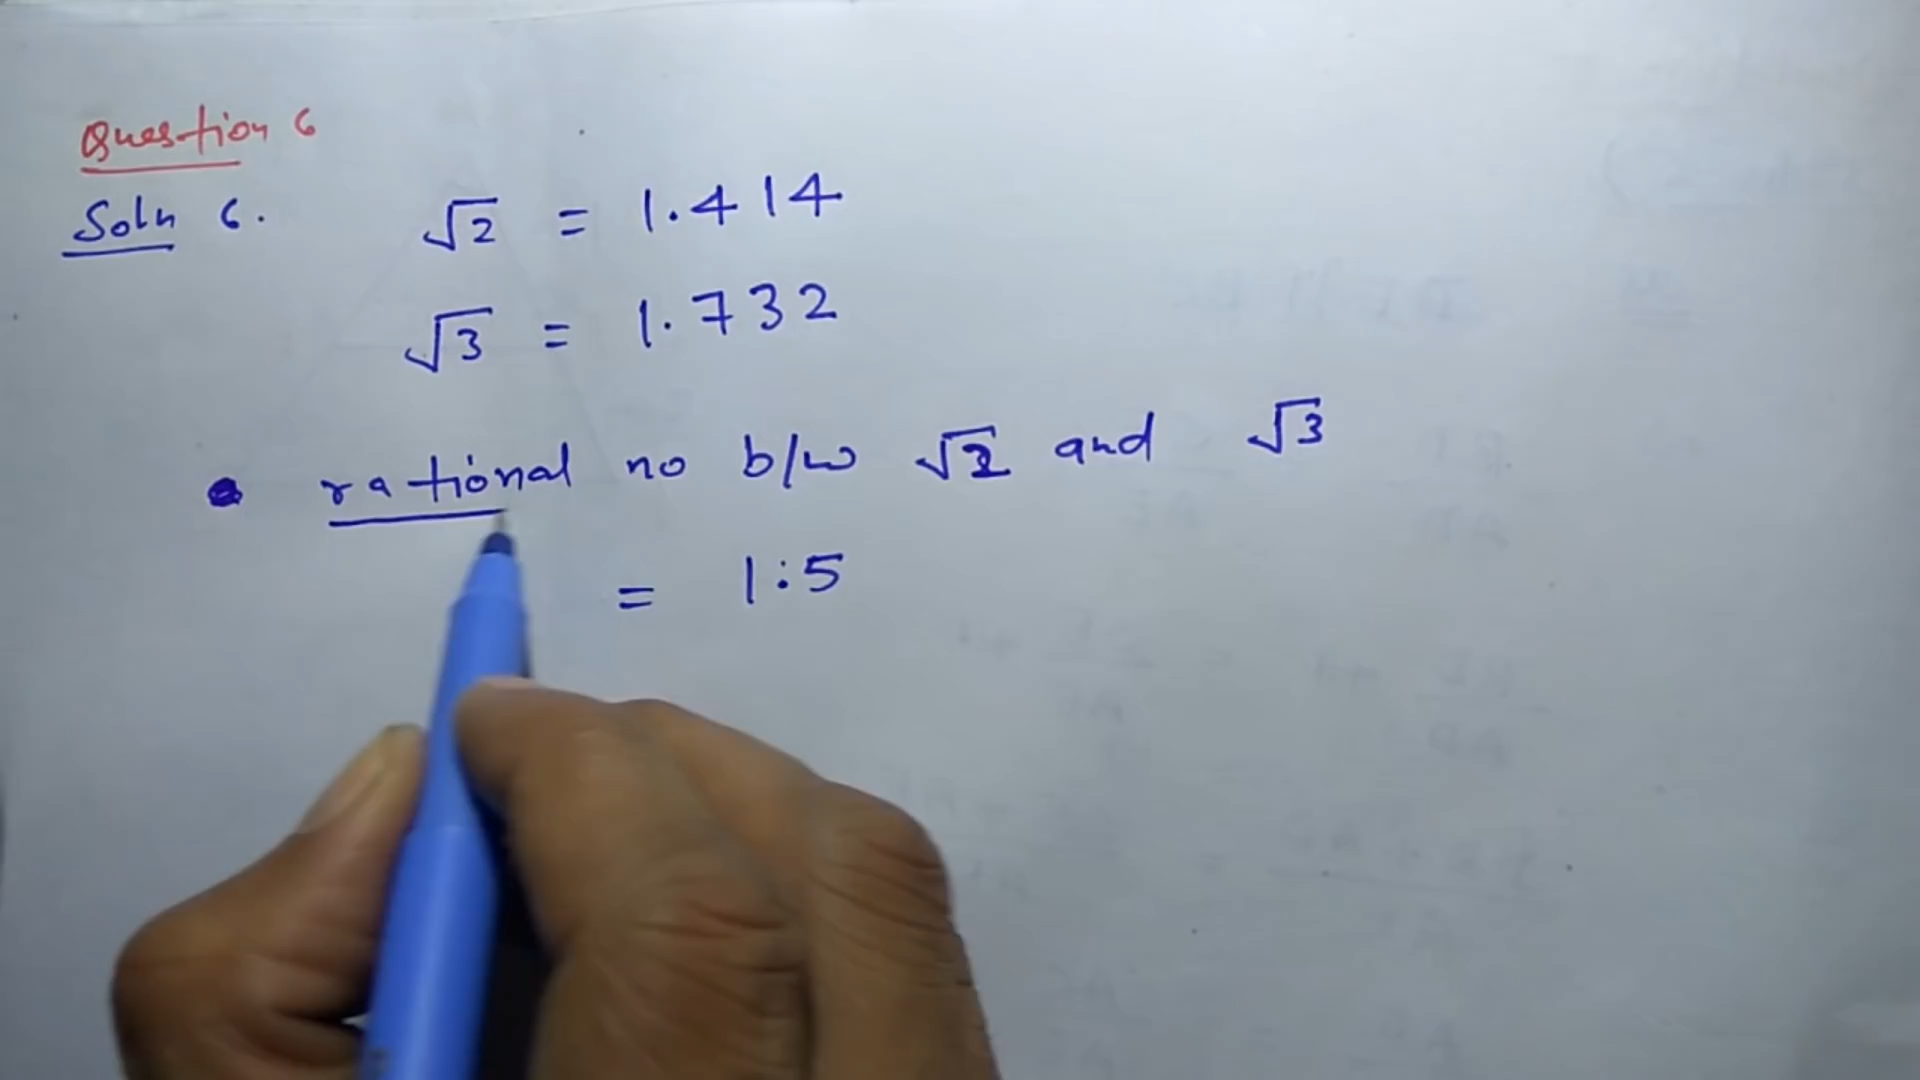 Question 6
Soln 6.
√2 = 1.414
√3 = 1.732
rational no b/w √2 and √3
= 1:5